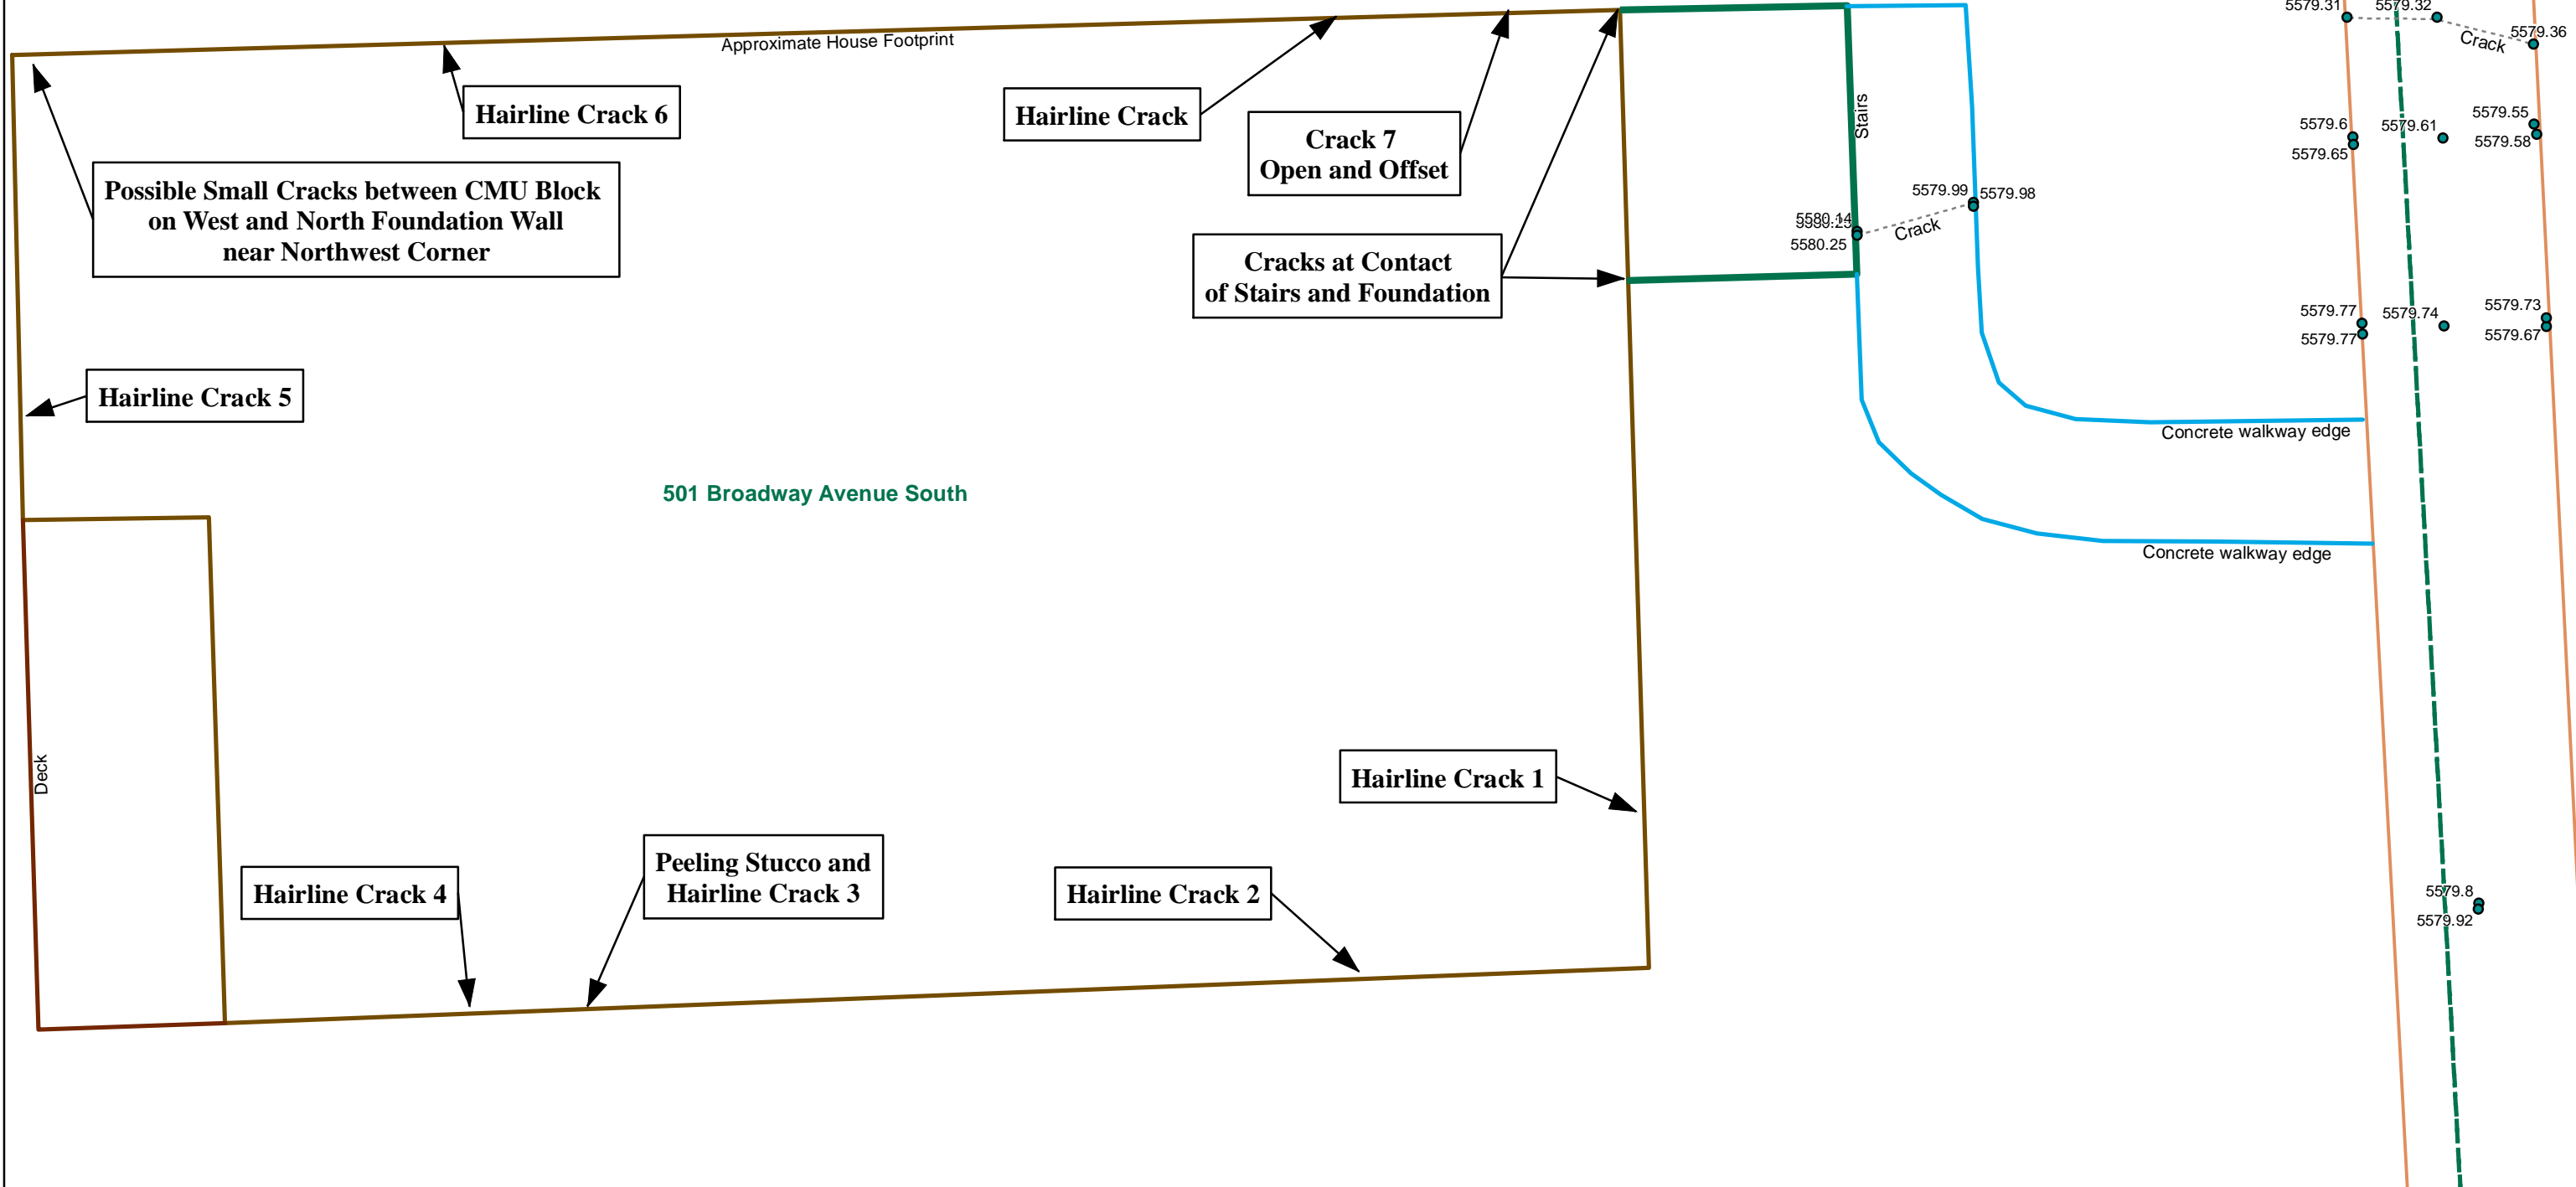 5579.31
5579.32
5579.36
Crack
Approximate House Footprint
Hairline Crack 6
Hairline Crack
Crack 7
Open and Offset
Stairs
5579.6
5579.65
5579.61
5579.55
5579.58
Possible Small Cracks between CMU Block
on West and North Foundation Wall
near Northwest Corner
5579.99
5579.98
5580.14
5580.25
Crack
Cracks at Contact
of Stairs and Foundation
5579.77
5579.77
5579.74
5579.73
5579.67
Hairline Crack 5
Concrete walkway edge
501 Broadway Avenue South
Concrete walkway edge
Deck
Hairline Crack 1
Peeling Stucco and
Hairline Crack 3
Hairline Crack 4
Hairline Crack 2
5579.8
5579.92